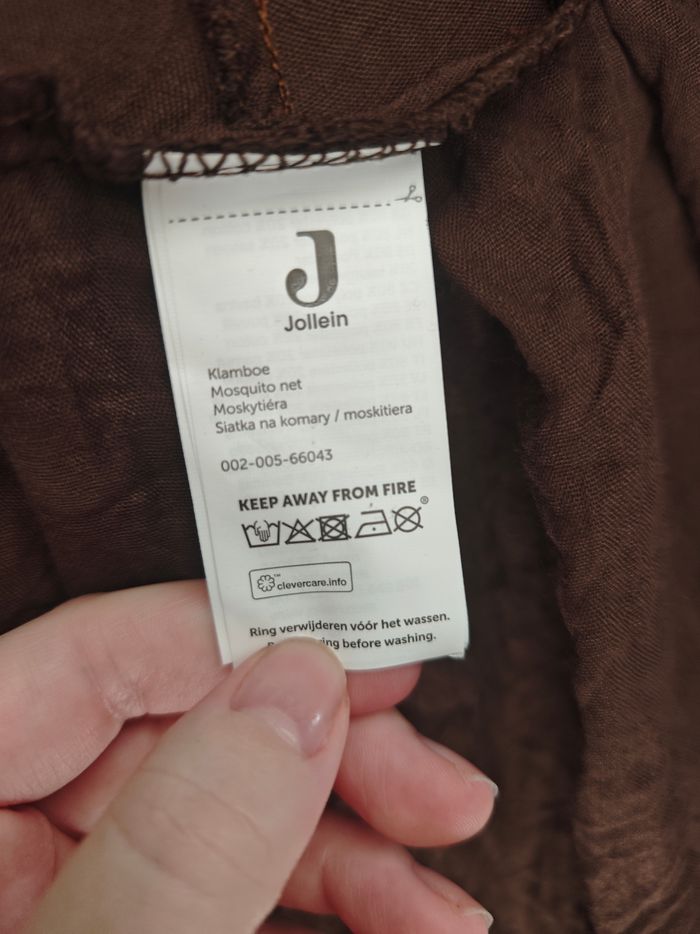 J
Jollein
Klamboe
Mosquito net
Moskytiéra
Siatka na komary / moskitiera
002-005-66043
KEEP AWAY FROM FIRE
®
™
clevercare.info
Ring verwijderen vóór het wassen.
before washing.